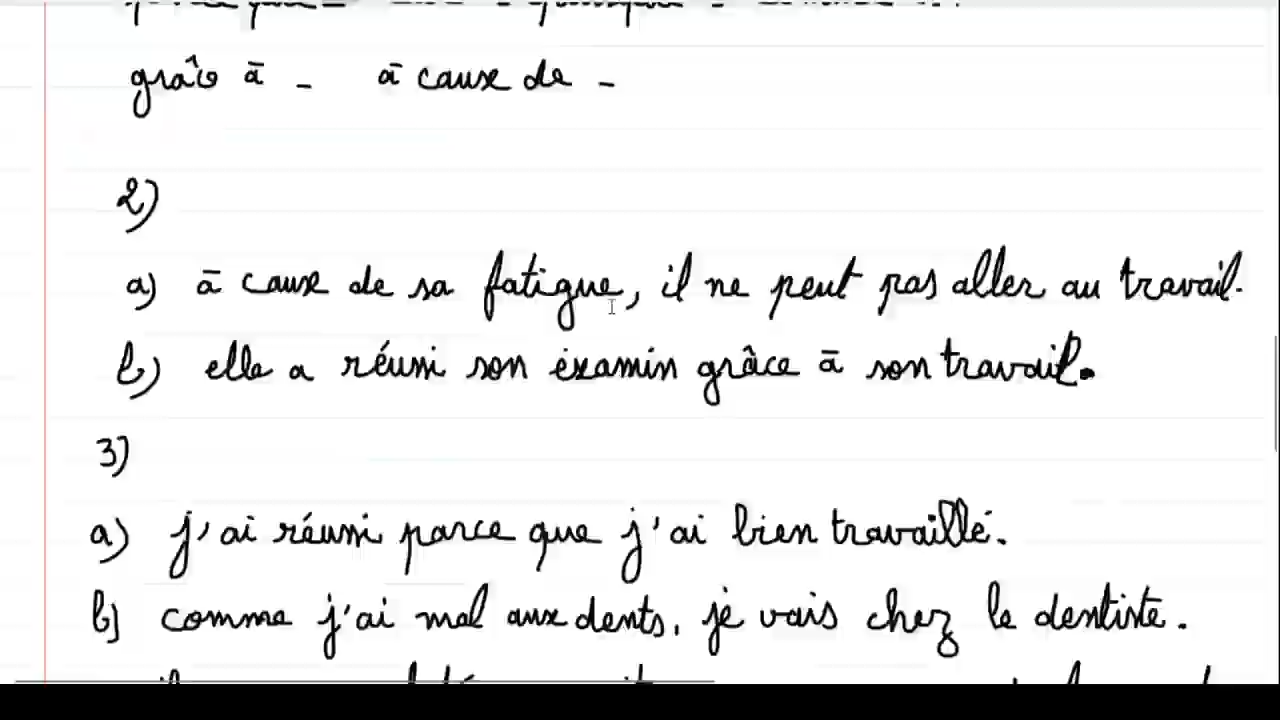 grâce à - à cause de -
2)
a) à cause de sa fatigue, il ne peut pas aller au travail.
b) elle a réussi son éxamin grâce à son travail.
3)
a) j'ai réussi parce que j'ai bien travaillé.
b) comme j'ai mal aux dents, je vais chez le dentiste.